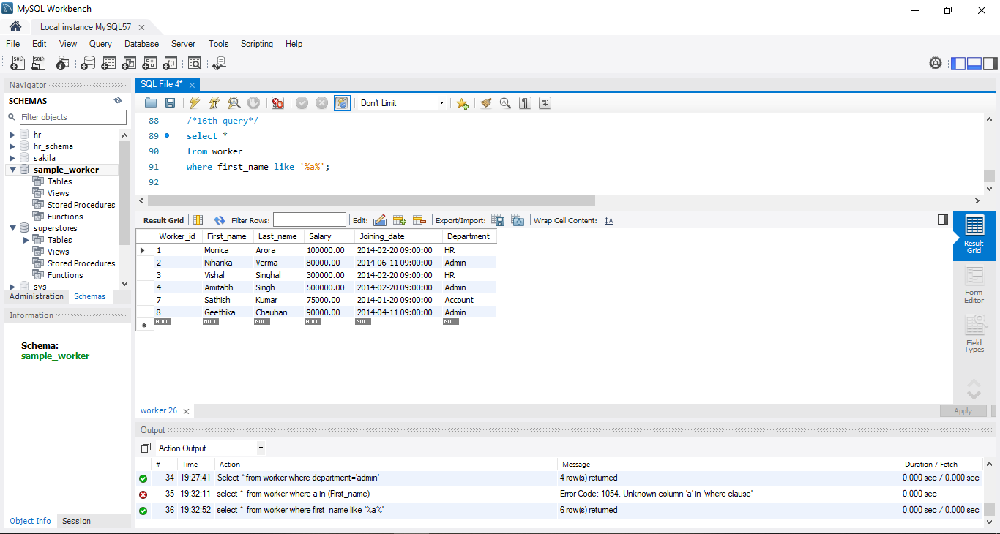 MySQL Workbench
Local instance MySQL57
File Edit View Query Database Server Tools Scripting Help
Navigator
SCHEMAS
Filter objects
hr
hr_schema
sakila
sample_worker
Tables
Views
Stored Procedures
Functions
superstores
Tables
Views
Stored Procedures
Functions
sys
Administration Schemas
Information
Schema:
sample_worker
Object Info Session
SQL File 4*
Don't Limit
88 /*16th query*/
89 select *
90 from worker
91 where first_name like '%a%';
92
Result Grid Filter Rows: Edit: Export/Import: Wrap Cell Content:
Worker_id First_name Last_name Salary Joining_date Department
1 Monica Arora 100000.00 2014-02-20 09:00:00 HR
2 Niharika Verma 80000.00 2014-06-11 09:00:00 Admin
3 Vishal Singhal 300000.00 2014-02-20 09:00:00 HR
4 Amitabh Singh 500000.00 2014-02-20 09:00:00 Admin
7 Sathish Kumar 75000.00 2014-01-20 09:00:00 Account
8 Geethika Chauhan 90000.00 2014-04-11 09:00:00 Admin
NULL NULL NULL NULL NULL NULL
Result
Grid
Form
Editor
Field
Types
worker 26
Apply
Output
Action Output
# Time Action Message Duration / Fetch
34 19:27:41 Select * from worker where department='admin' 4 row(s) returned 0.000 sec / 0.000 sec
35 19:32:11 select * from worker where a in (First_name) Error Code: 1054. Unknown column 'a' in 'where clause' 0.000 sec
36 19:32:52 select * from worker where first_name like '%a%' 6 row(s) returned 0.000 sec / 0.000 sec